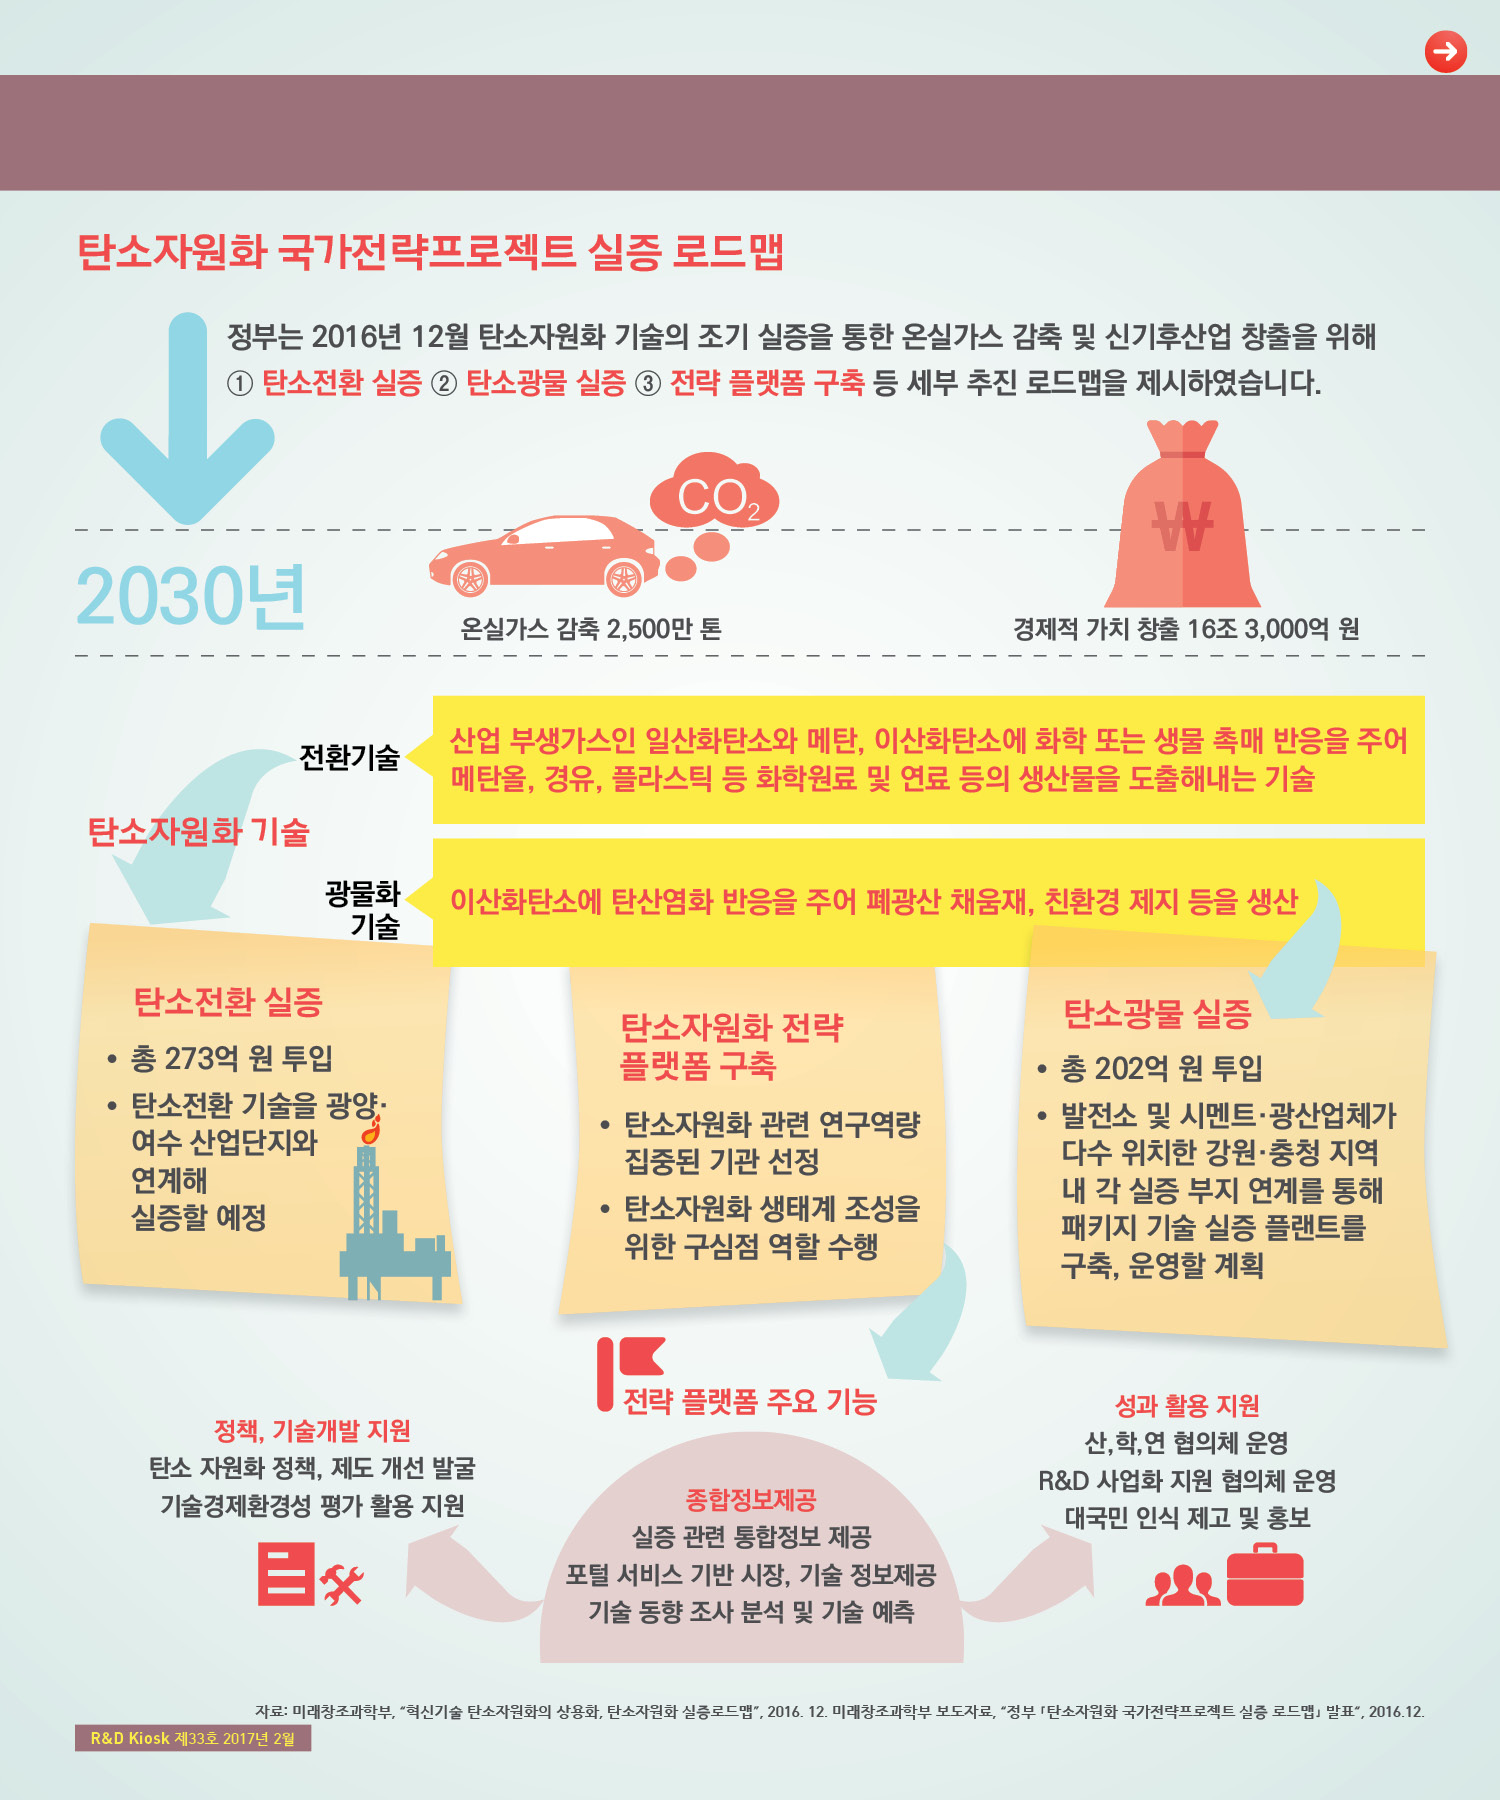 탄소자원화 국가전략프로젝트 실증 로드맵
정부는 2016년 12월 탄소자원화 기술의 조기 실증을 통한 온실가스 감축 및 신기후산업 창출을 위해
① 탄소전환 실증 ② 탄소광물 실증 ③ 전략 플랫폼 구축 등 세부 추진 로드맵을 제시하였습니다.
CO₂
₩
2030년
온실가스 감축 2,500만 톤
경제적 가치 창출 16조 3,000억 원
탄소자원화 기술
전환기술
산업 부생가스인 일산화탄소와 메탄, 이산화탄소에 화학 또는 생물 촉매 반응을 주어
메탄올, 경유, 플라스틱 등 화학원료 및 연료 등의 생산물을 도출해내는 기술
광물화
기술
이산화탄소에 탄산염화 반응을 주어 폐광산 채움재, 친환경 제지 등을 생산
탄소전환 실증
• 총 273억 원 투입
• 탄소전환 기술을 광양·
여수 산업단지와
연계해
실증할 예정
탄소자원화 전략
플랫폼 구축
• 탄소자원화 관련 연구역량
집중된 기관 선정
• 탄소자원화 생태계 조성을
위한 구심점 역할 수행
탄소광물 실증
• 총 202억 원 투입
• 발전소 및 시멘트·광산업체가
다수 위치한 강원·충청 지역
내 각 실증 부지 연계를 통해
패키지 기술 실증 플랜트를
구축, 운영할 계획
전략 플랫폼 주요 기능
정책, 기술개발 지원
탄소 자원화 정책, 제도 개선 발굴
기술경제환경성 평가 활용 지원
종합정보제공
실증 관련 통합정보 제공
포털 서비스 기반 시장, 기술 정보제공
기술 동향 조사 분석 및 기술 예측
성과 활용 지원
산,학,연 협의체 운영
R&D 사업화 지원 협의체 운영
대국민 인식 제고 및 홍보
자료: 미래창조과학부, “혁신기술 탄소자원화의 상용화, 탄소자원화 실증로드맵”, 2016. 12. 미래창조과학부 보도자료, “정부 「탄소자원화 국가전략프로젝트 실증 로드맵」 발표”, 2016.12.
R&D Kiosk 제33호 2017년 2월